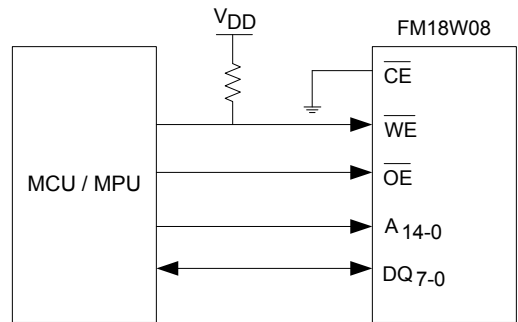 VDD
FM18W08
CE
WE
MCU / MPU
OE
A14-0
DQ7-0